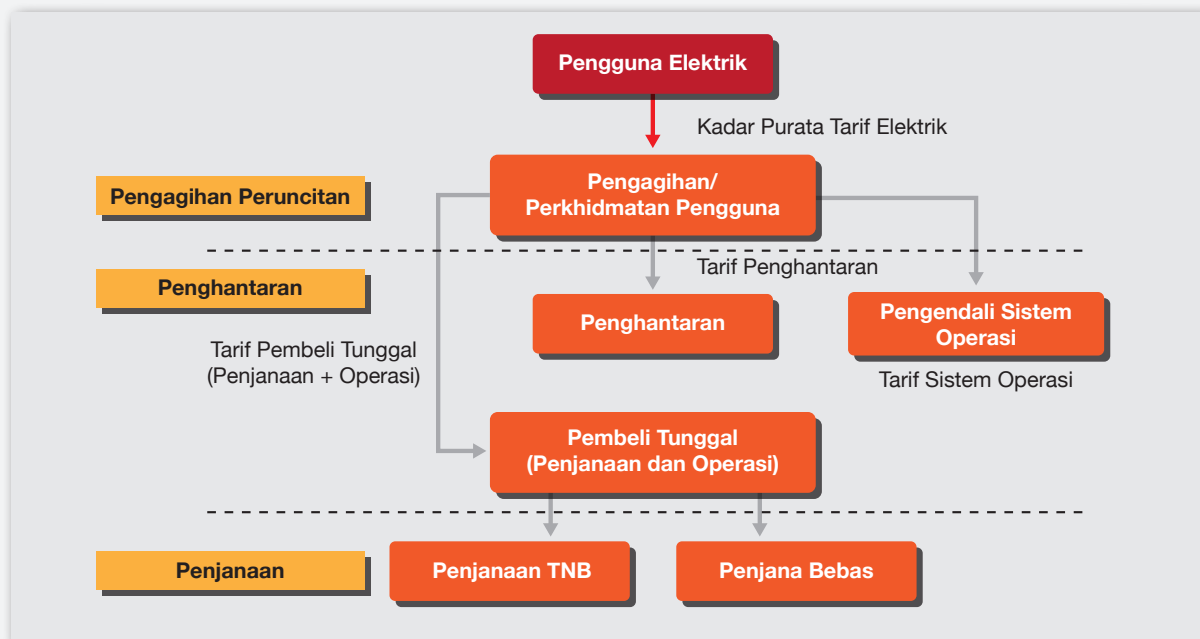 Pengguna Elektrik
Kadar Purata Tarif Elektrik
Pengagihan Peruncitan
Pengagihan/
Perkhidmatan Pengguna
Tarif Penghantaran
Penghantaran
Penghantaran
Pengendali Sistem
Operasi
Tarif Pembeli Tunggal
(Penjanaan + Operasi)
Tarif Sistem Operasi
Pembeli Tunggal
(Penjanaan dan Operasi)
Penjanaan
Penjanaan TNB
Penjana Bebas